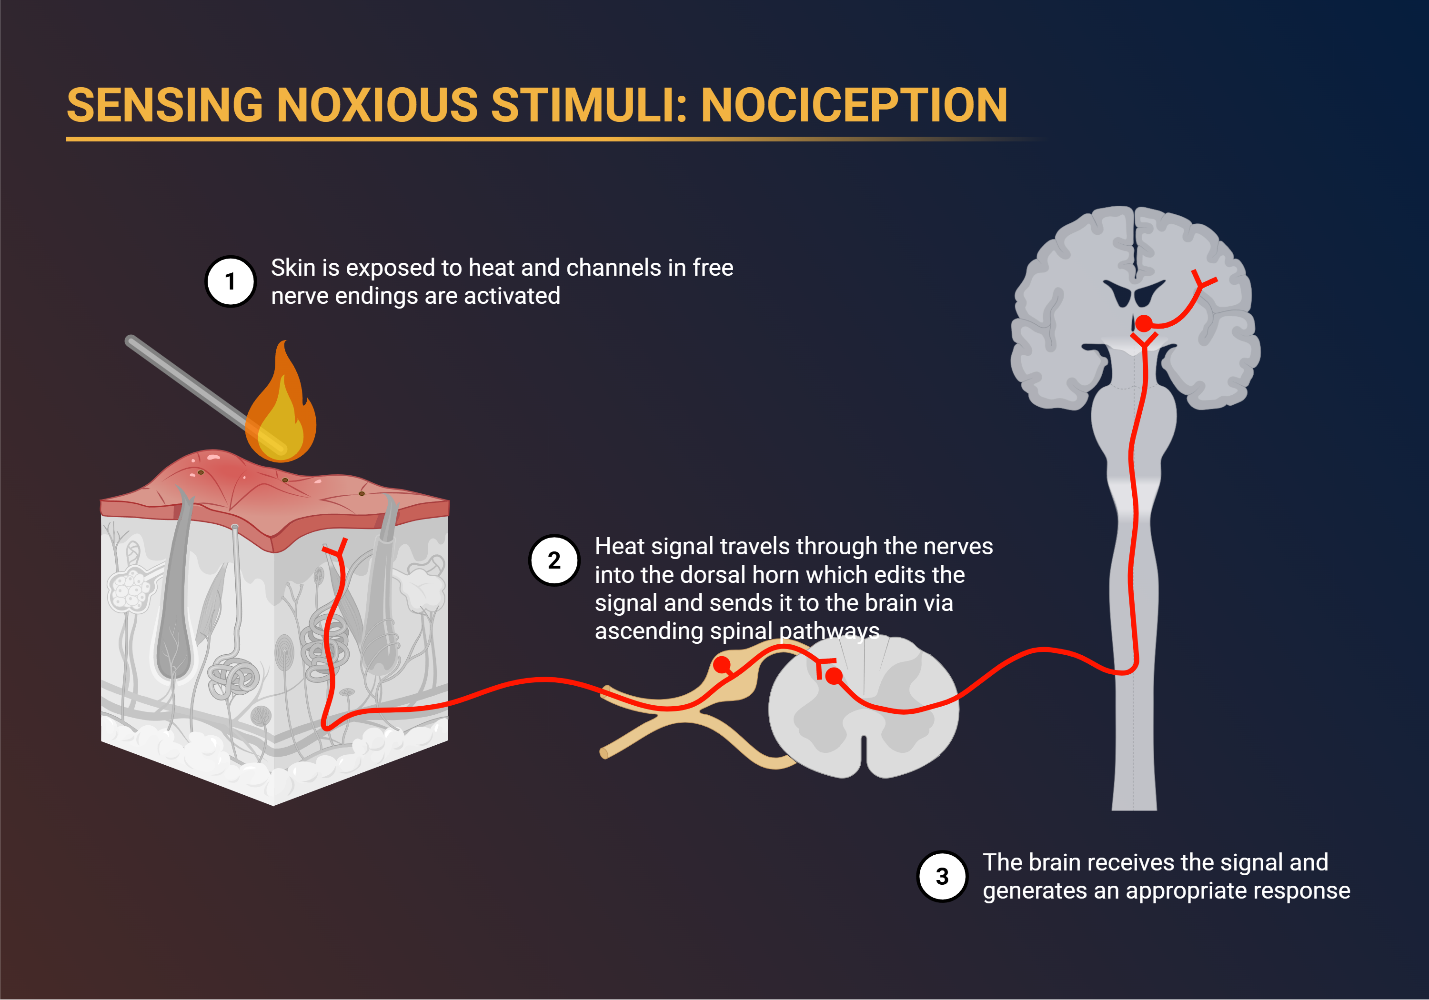 SENSING NOXIOUS STIMULI: NOCICEPTION
1
Skin is exposed to heat and channels in free
nerve endings are activated
2
Heat signal travels through the nerves
into the dorsal horn which edits the
signal and sends it to the brain via
ascending spinal pathways
3
The brain receives the signal and
generates an appropriate response